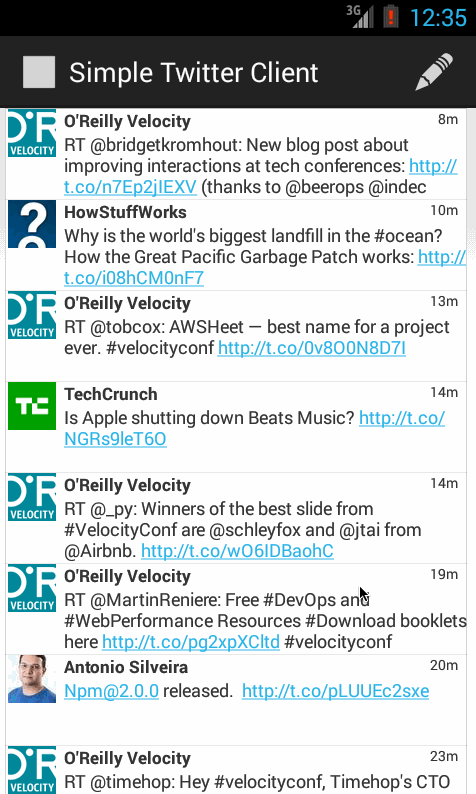 3G 12:35
Simple Twitter Client
O'R VELOCITY
O'Reilly Velocity 8m
RT @bridgetkromhout: New blog post about
improving interactions at tech conferences: http://
t.co/n7Ep2jIEXV (thanks to @beerops @indec
HowStuffWorks 10m
Why is the world's biggest landfill in the #ocean?
How the Great Pacific Garbage Patch works: http://
t.co/i08hCM0nF7
O'R VELOCITY
O'Reilly Velocity 13m
RT @tobcox: AWSHeet — best name for a project
ever. #velocityconf http://t.co/0v8O0N8D7I
TC
TechCrunch 14m
Is Apple shutting down Beats Music? http://t.co/
NGRs9leT6O
O'R VELOCITY
O'Reilly Velocity 14m
RT @_py: Winners of the best slide from
#VelocityConf are @schleyfox and @jtai from
@Airbnb. http://t.co/wO6IDBaohC
O'R VELOCITY
O'Reilly Velocity 19m
RT @MartinReniere: Free #DevOps and
#WebPerformance Resources #Download booklets
here http://t.co/pg2xpXCltd #velocityconf
Antonio Silveira 20m
Npm@2.0.0 released. http://t.co/pLUUEc2sxe
O'R VELOCITY
O'Reilly Velocity 23m
RT @timehop: Hey #velocityconf, Timehop's CTO